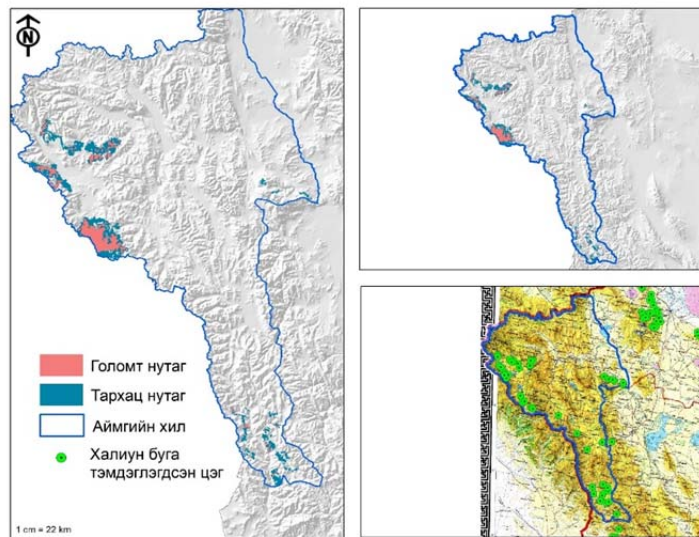 N
Голомт нутаг
Тархац нутаг
Аймгийн хил
Халиун буга
тэмдэглэгдсэн цэг
1 cm = 22 km